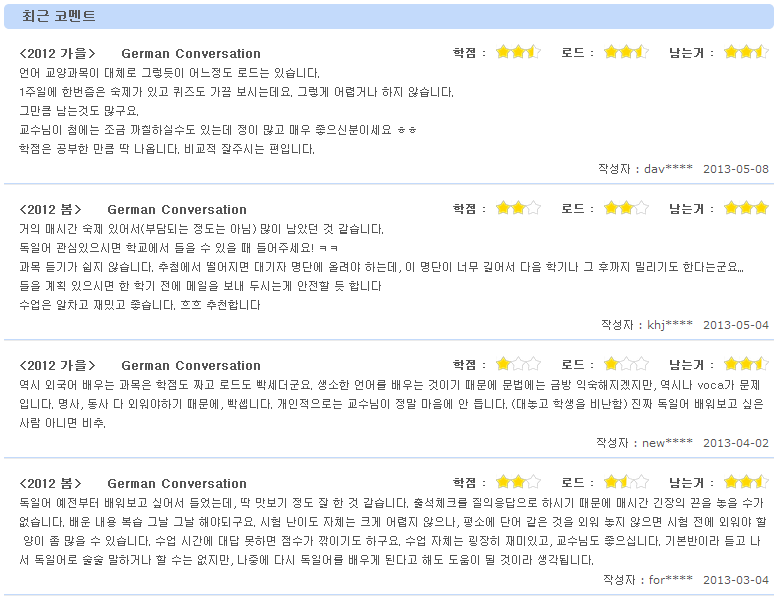 최근 코멘트
<2012 가을> German Conversation 학점 : 로드 : 남는거 :
언어 교양과목이 대체로 그렇듯이 어느정도 로드는 있습니다.
1주일에 한번쯤은 숙제가 있고 퀴즈도 가끔 보시는데요. 그렇게 어렵거나 하지 않습니다.
그만큼 남는것도 많구요.
교수님이 첨에는 조금 까칠하실수도 있는데 정이 많고 매우 좋으신분이세요 ㅎㅎ
학점은 공부한 만큼 딱 나옵니다. 비교적 잘주시는 편입니다.
작성자 : dav**** 2013-05-08
<2012 봄> German Conversation 학점 : 로드 : 남는거 :
거의 매시간 숙제 있어서(부담되는 정도는 아님) 많이 남았던 것 같습니다.
독일어 관심있으시면 학교에서 들을 수 있을 때 들어주세요! ㅋㅋ
과목 듣기가 쉽지 않습니다. 추첨에서 떨어지면 대기자 명단에 올려야 하는데, 이 명단이 너무 길어서 다음 학기나 그 후까지 밀리기도 한다는군요...
들을 계획 있으시면 한 학기 전에 메일을 보내 두시는게 안전할 듯 합니다
수업은 알차고 재밌고 좋습니다. 흐흐 추천합니다
작성자 : khj**** 2013-05-04
<2012 가을> German Conversation 학점 : 로드 : 남는거 :
역시 외국어 배우는 과목은 학점도 짜고 로드도 빡세더군요. 생소한 언어를 배우는 것이기 때문에 문법에는 금방 익숙해지겠지만, 역시나 voca가 문제
입니다. 명사, 동사 다 외워야하기 때문에, 빡셉니다. 개인적으로는 교수님이 정말 마음에 안 듭니다. (대놓고 학생을 비난함) 진짜 독일어 배워보고 싶은
사람 아니면 비추.
작성자 : new**** 2013-04-02
<2012 봄> German Conversation 학점 : 로드 : 남는거 :
독일어 예전부터 배워보고 싶어서 들었는데, 딱 맛보기 정도 잘 한 것 같습니다. 출석체크를 질의응답으로 하시기 때문에 매시간 긴장의 끈을 놓을 수가
없습니다. 배운 내용 복습 그날 그날 해야되구요. 시험 난이도 자체는 크게 어렵지 않으나, 평소에 단어 같은 것을 외워 놓지 않으면 시험 전에 외워야 할
양이 좀 많을 수 있습니다. 수업 시간에 대답 못하면 점수가 깎이기도 하구요. 수업 자체는 굉장히 재미있고, 교수님도 좋으십니다. 기본반이라 듣고 나
서 독일어로 술술 말하거나 할 수는 없지만, 나중에 다시 독일어를 배우게 된다고 해도 도움이 될 것이라 생각됩니다.
작성자 : for**** 2013-03-04